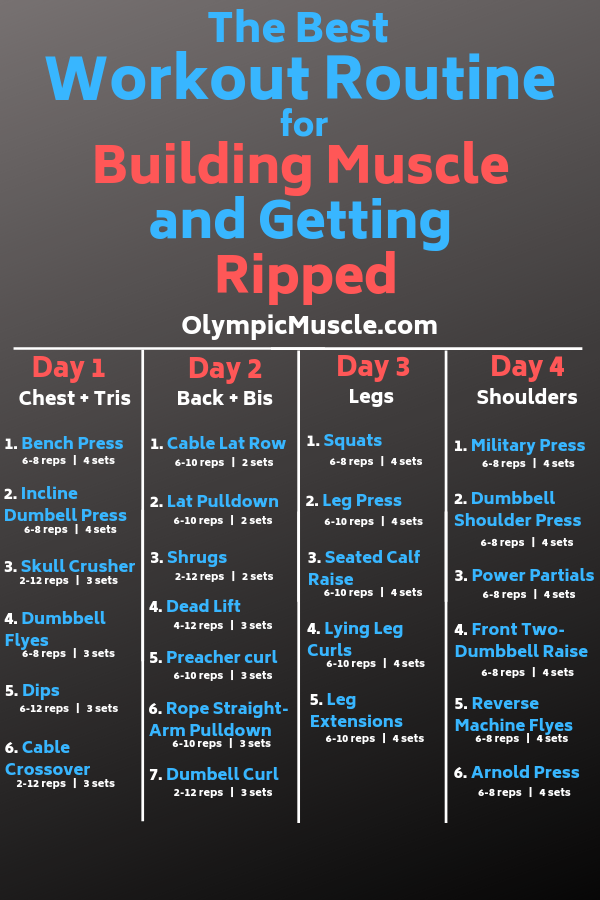 The Best
Workout Routine
for
Building Muscle
and Getting
Ripped
OlympicMuscle.com
Day 1
Chest + Tris
1. Bench Press
6-8 reps | 4 sets
2. Incline
Dumbell Press
6-8 reps | 4 sets
3. Skull Crusher
2-12 reps | 3 sets
4. Dumbbell
Flyes
6-8 reps | 3 sets
5. Dips
6-12 reps | 3 sets
6. Cable
Crossover
2-12 reps | 3 sets
Day 2
Back + Bis
1. Cable Lat Row
6-10 reps | 2 sets
2. Lat Pulldown
6-10 reps | 2 sets
3. Shrugs
2-12 reps | 2 sets
4. Dead Lift
4-12 reps | 3 sets
5. Preacher curl
6-10 reps | 3 sets
6. Rope Straight-
Arm Pulldown
6-10 reps | 3 sets
7. Dumbell Curl
2-12 reps | 3 sets
Day 3
Legs
1. Squats
6-8 reps | 4 sets
2. Leg Press
6-10 reps | 4 sets
3. Seated Calf
Raise
6-10 reps | 4 sets
4. Lying Leg
Curls
6-10 reps | 4 sets
5. Leg
Extensions
6-10 reps | 4 sets
Day 4
Shoulders
1. Military Press
6-8 reps | 4 sets
2. Dumbbell
Shoulder Press
6-8 reps | 4 sets
3. Power Partials
6-8 reps | 4 sets
4. Front Two-
Dumbbell Raise
6-8 reps | 4 sets
5. Reverse
Machine Flyes
6-8 reps | 4 sets
6. Arnold Press
6-8 reps | 4 sets